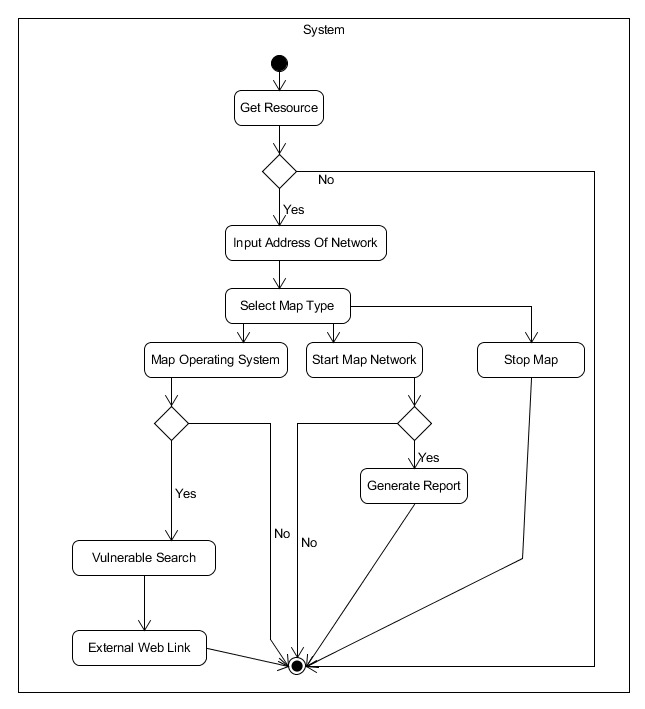 System
Get Resource
No
Yes
Input Address Of Network
Select Map Type
Map Operating System
Start Map Network
Stop Map
Yes
Generate Report
Yes
No
No
Vulnerable Search
External Web Link